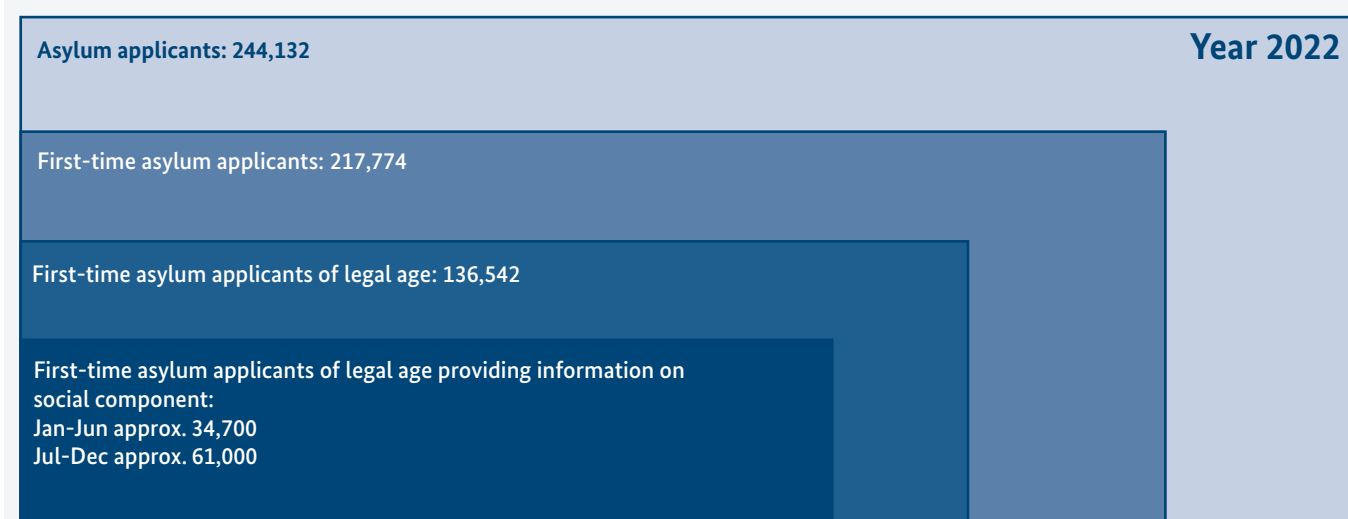 Asylum applicants: 244,132
Year 2022
First-time asylum applicants: 217,774
First-time asylum applicants of legal age: 136,542
First-time asylum applicants of legal age providing information on
social component:
Jan-Jun approx. 34,700
Jul-Dec approx. 61,000